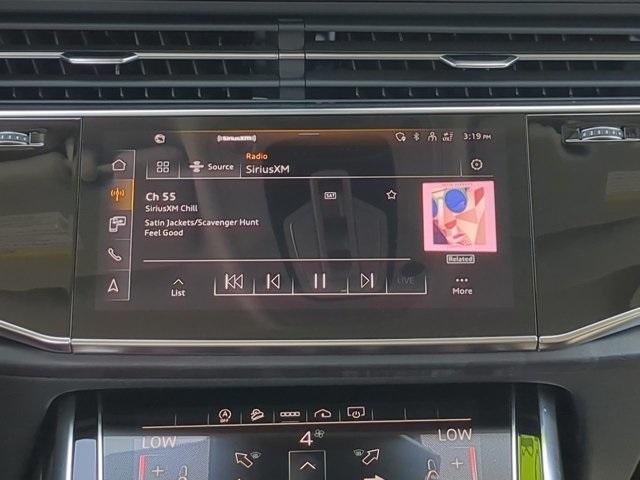 ((SiriusXM))
3:19 PM
Radio
Source
SiriusXM
Ch 55
SAT
SiriusXM Chill
Satin Jackets/Scavenger Hunt
Feel Good
Related
LIVE
List
More
A
OFF
LOW
4
LOW